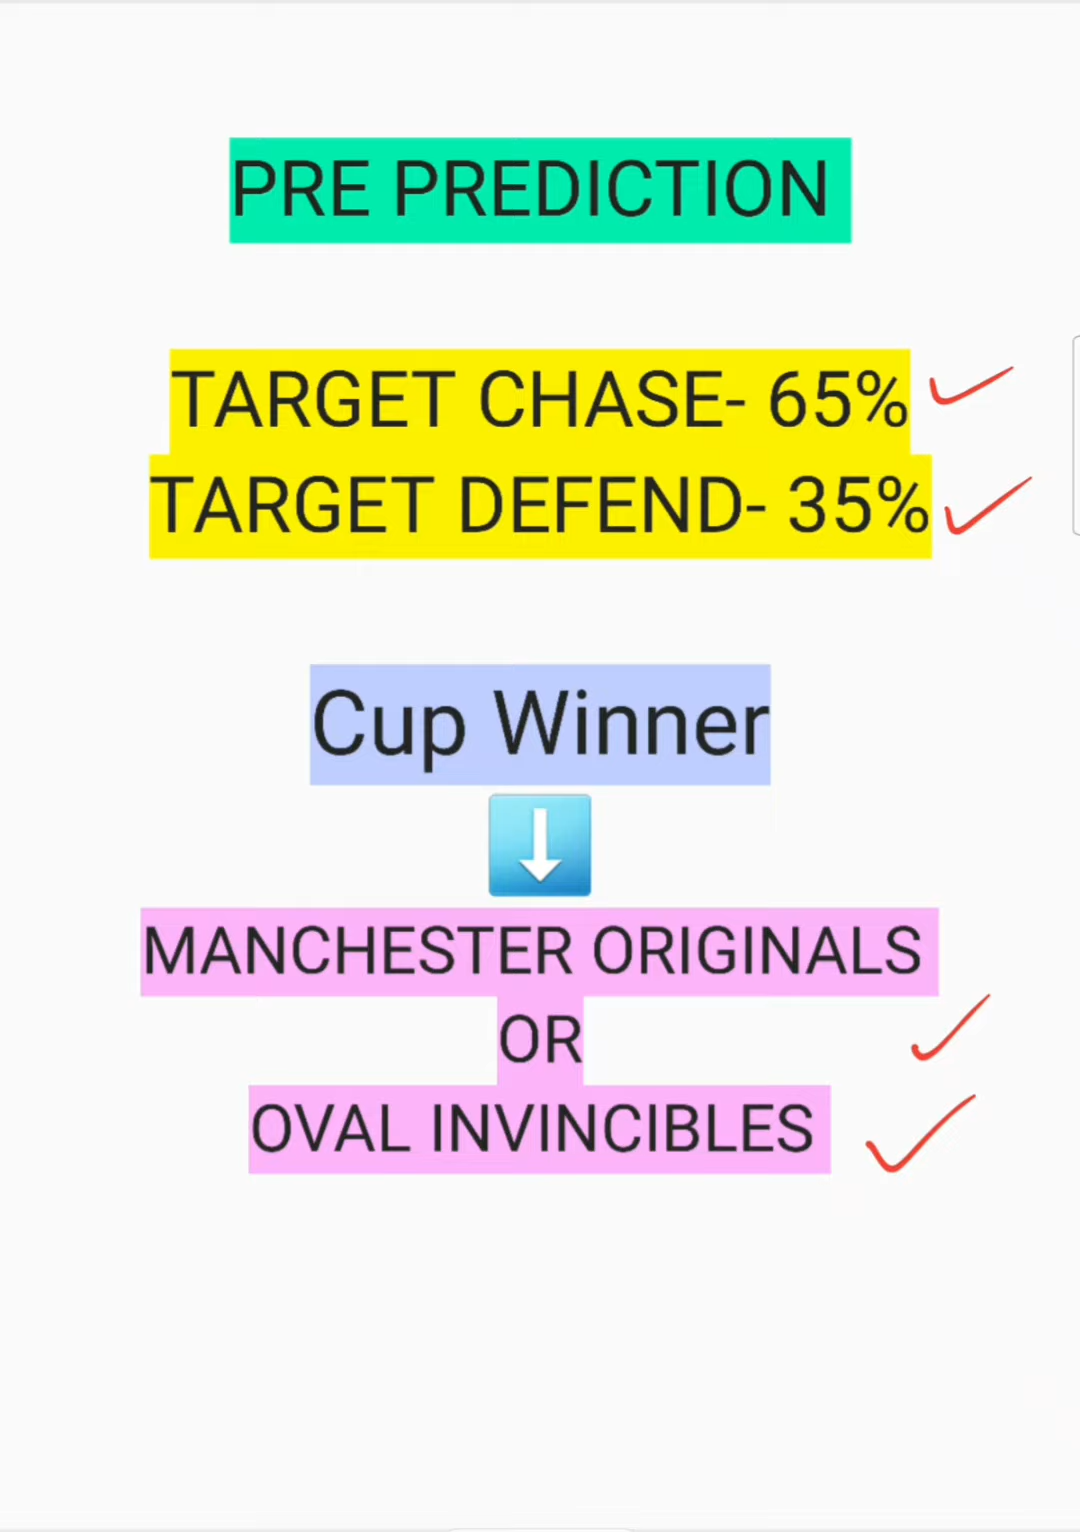 PRE PREDICTION
TARGET CHASE- 65%
TARGET DEFEND- 35%
Cup Winner
⬇️
MANCHESTER ORIGINALS
OR
OVAL INVINCIBLES